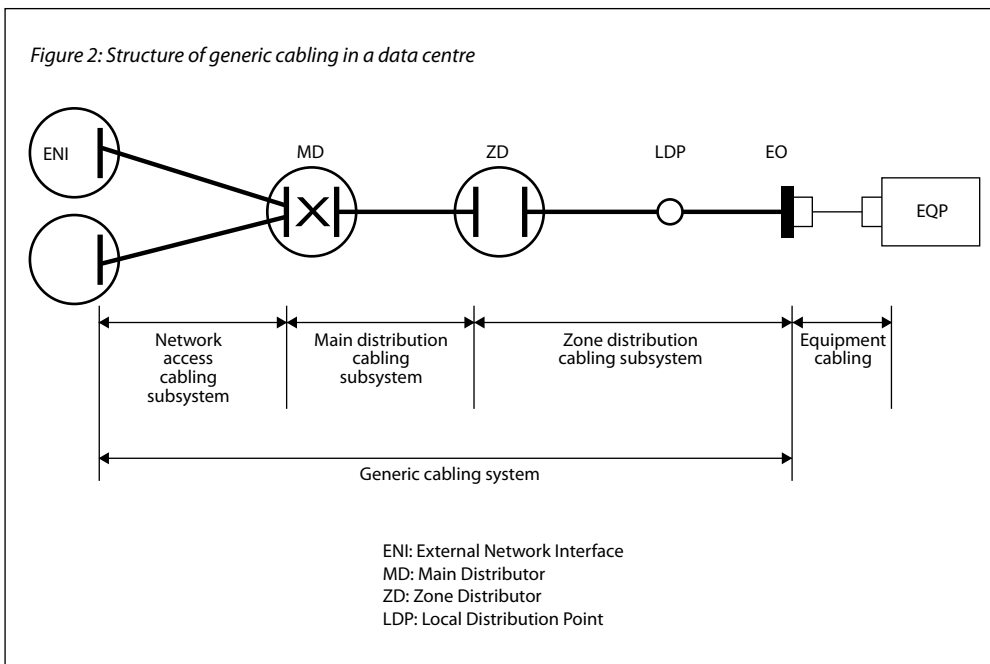 Figure 2: Structure of generic cabling in a data centre
ENI
MD
ZD
LDP
EO
EQP
Network
access
cabling
subsystem
Main distribution
cabling
subsystem
Zone distribution
cabling subsystem
Equipment
cabling
Generic cabling system
ENI: External Network Interface
MD: Main Distributor
ZD: Zone Distributor
LDP: Local Distribution Point